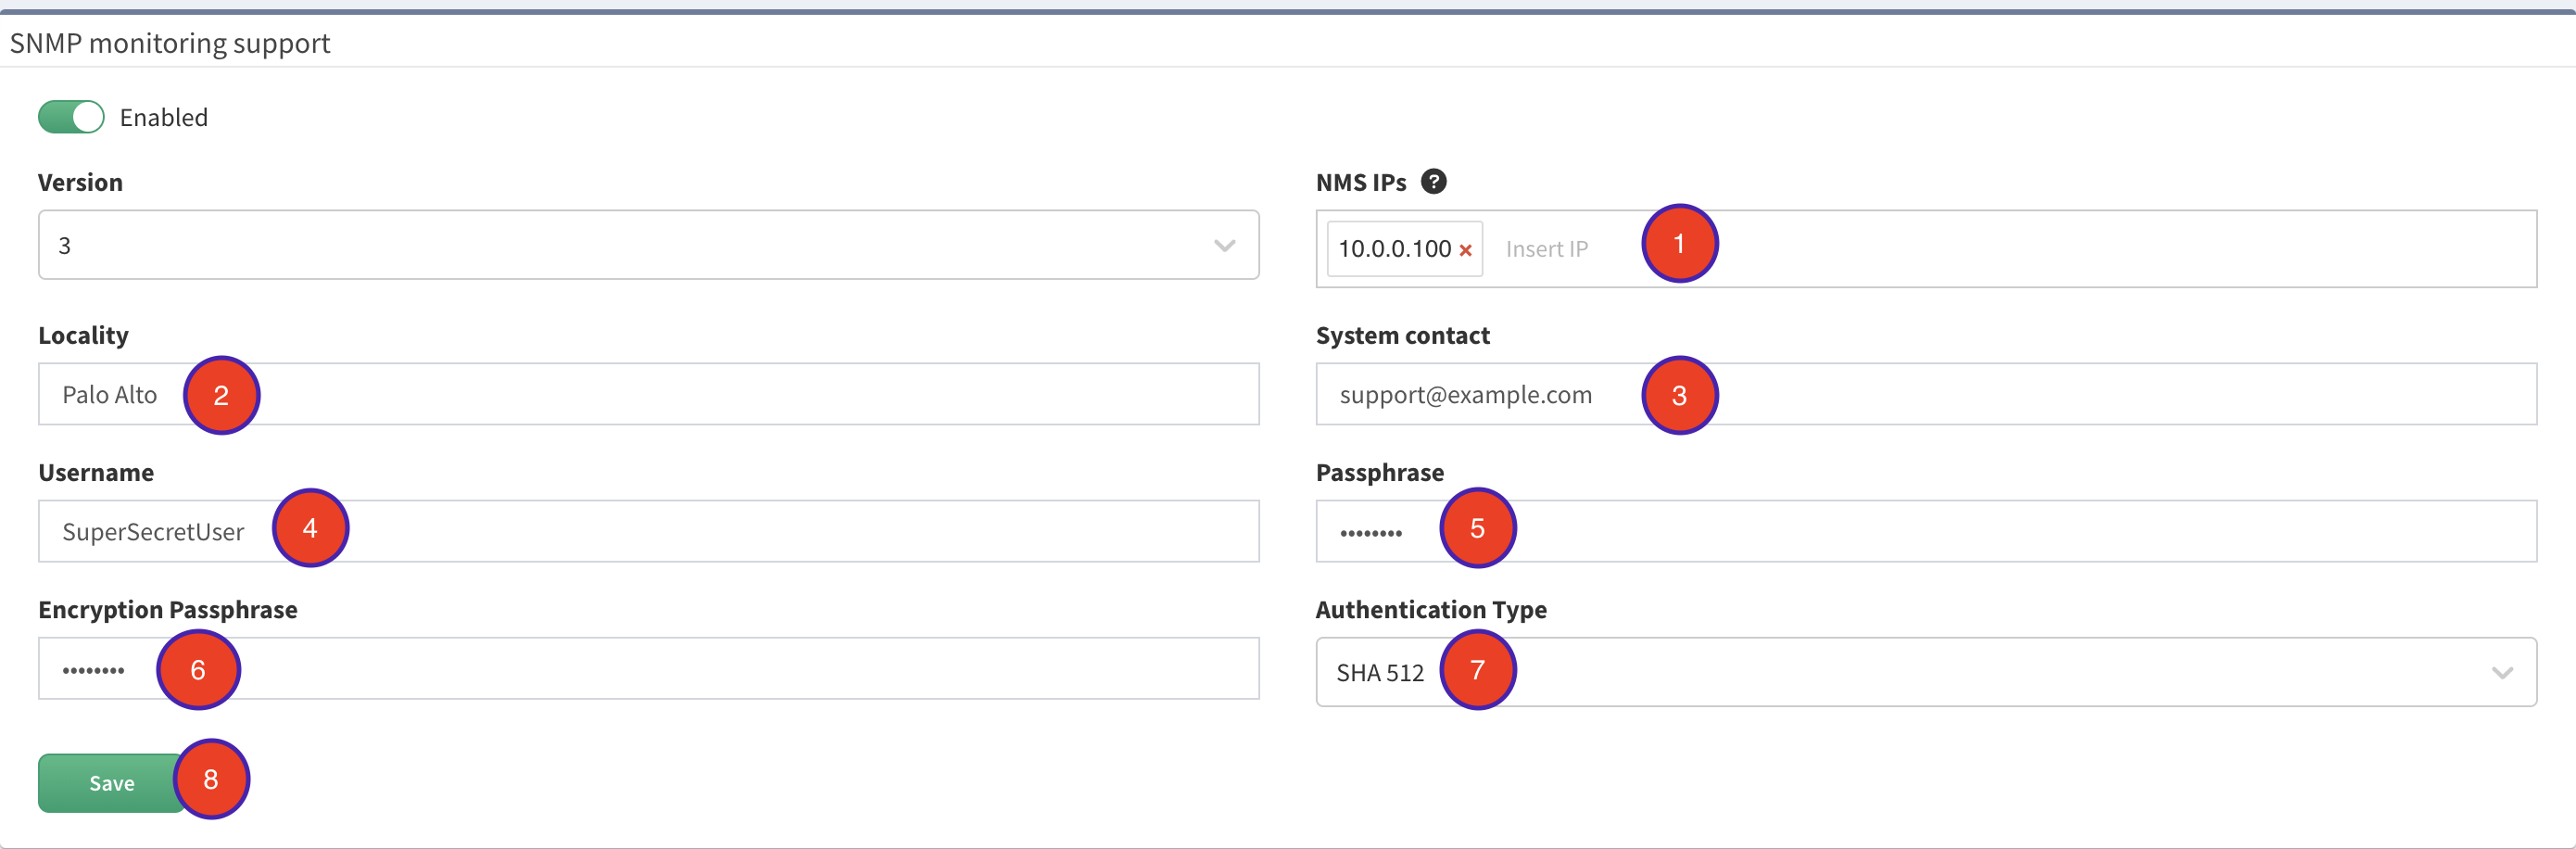 SNMP monitoring support
Enabled
Version
NMS IPs ?
3
10.0.0.100 × Insert IP 1
Locality
System contact
Palo Alto 2
support@example.com 3
Username
Passphrase
SuperSecretUser 4
•••••••• 5
Encryption Passphrase
Authentication Type
•••••••• 6
SHA 512 7
Save 8